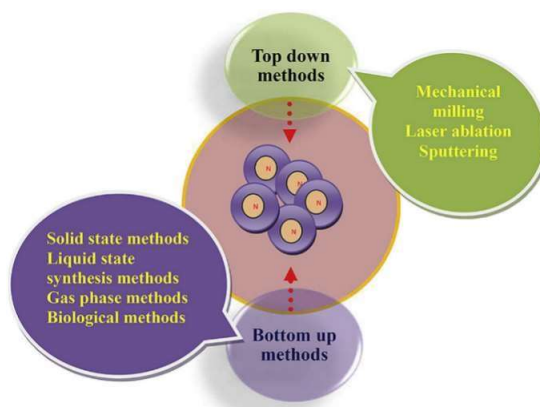 Top down
methods
Mechanical
milling
Laser ablation
Sputtering
N
N
N
N
N
Solid state methods
Liquid state
synthesis methods
Gas phase methods
Biological methods
Bottom up
methods